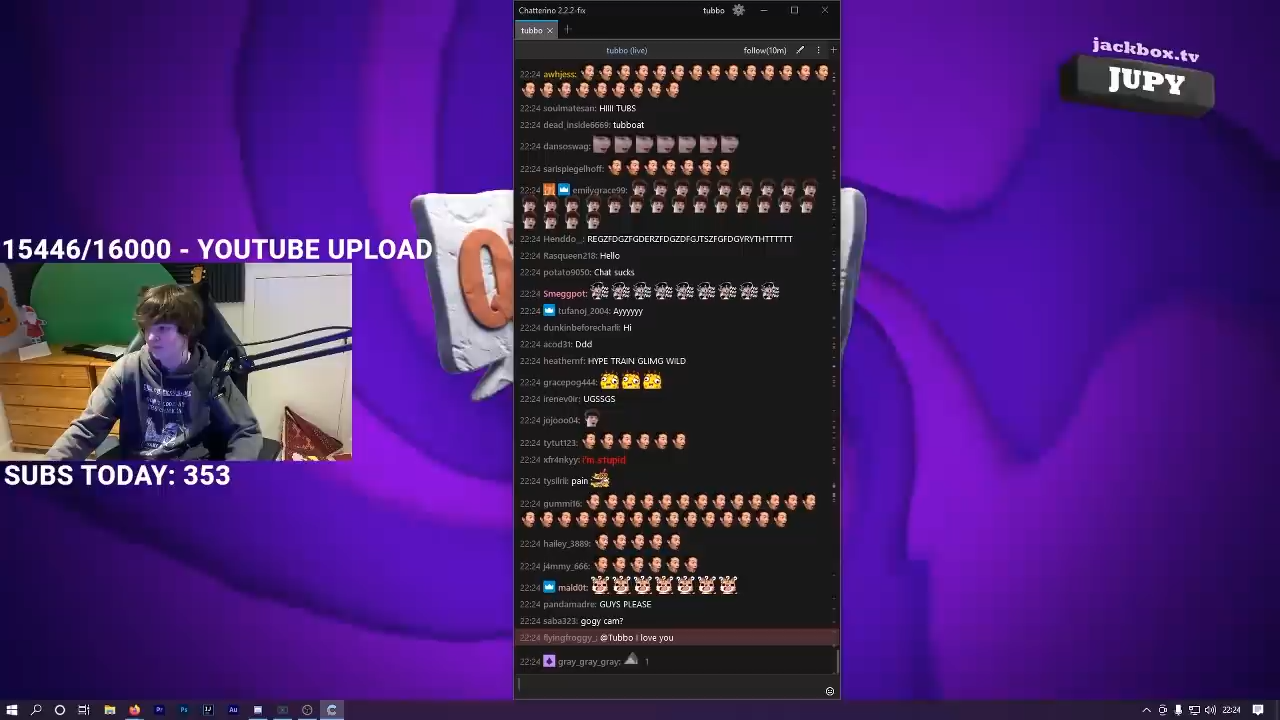 Chatterino 2.2.2-fix
tubbo
tubbo
tubbo (live)
follow(10m)
22:24 awhjess:
22:24 soulmatesan: HIIII TUBS
22:24 dead_inside6669: tubboat
22:24 dansoswag:
22:24 sarispiegelhoff:
22:24 emilygrace99:
22:24 Henddo_:
22:24 Rasqueen218: Hello
22:24 potato9050: Chat sucks
22:24 Smeggpot:
22:24 tufanoj_2004: Ayyyyyy
22:24 dunkinbeforecharli: Hi
22:24 acod31: Ddd
22:24 heathernf: HYPE TRAIN GLIMG WILD
22:24 gracepog444:
22:24 irenev0ir: UGSSGS
22:24 jojooo04:
22:24 tytut123:
22:24 xfr4nkyy: i'm stupid
22:24 pain
22:24 gummi16:
22:24 hailey_3889:
22:24 j4mmy_666:
22:24 mald0t:
22:24 pandamadre: GUYS PLEASE
22:24 saba323: gogy cam?
22:24 flyingfroggy_: @Tubbo I love you
22:24 gray_gray_gray: 1
jackbox.tv
JUPY
15446/16000 - YOUTUBE UPLOAD
SUBS TODAY: 353
Pr
Ps
Au
22:24